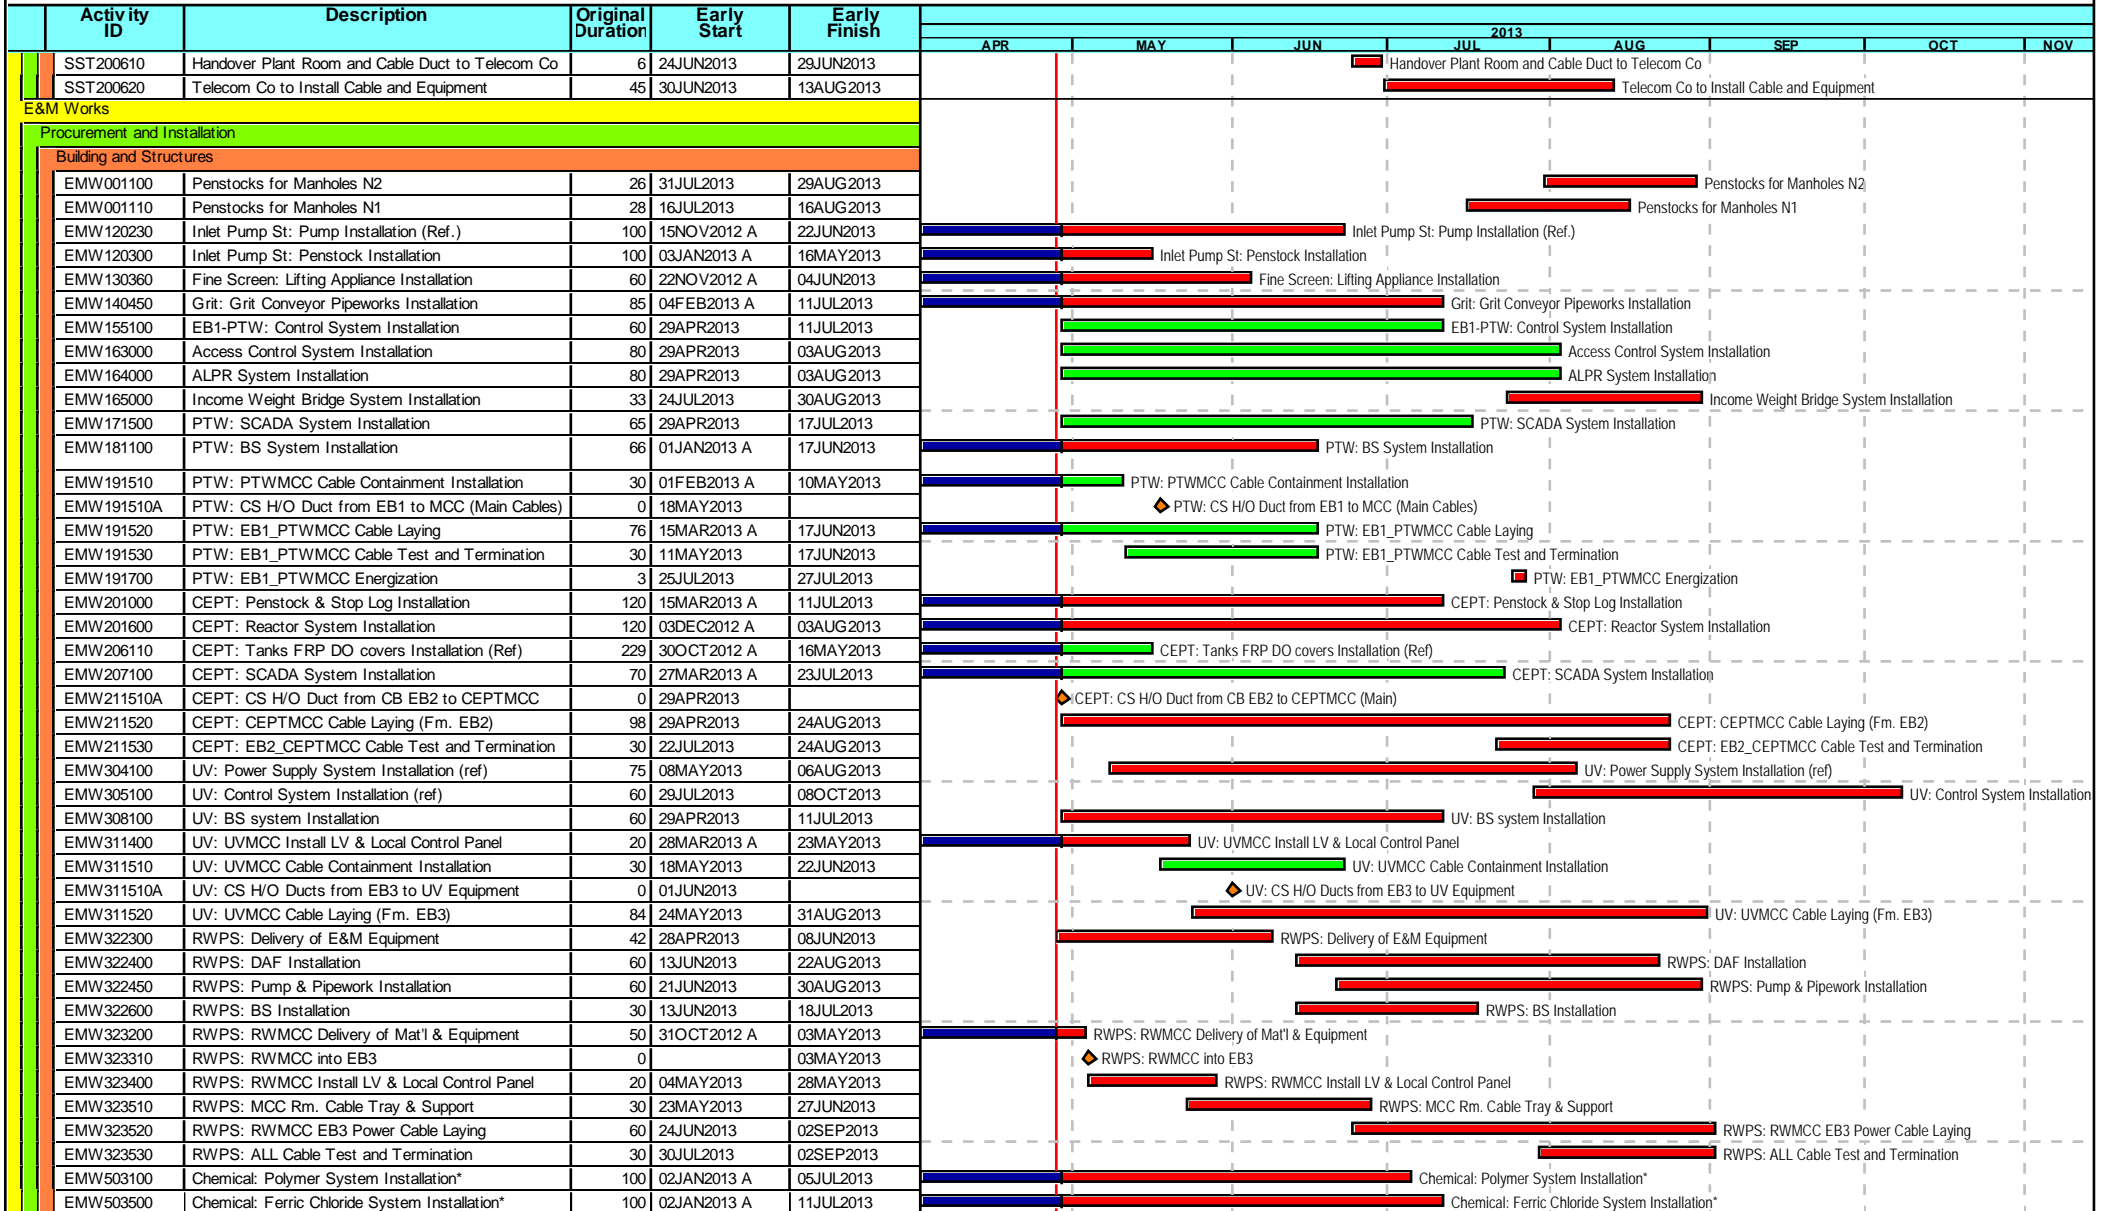 Activity ID Description Original Duration Early Start Early Finish
2013
APR MAY JUN JUL AUG SEP OCT NOV
SST200610 Handover Plant Room and Cable Duct to Telecom Co 6 24JUN2013 29JUN2013 Handover Plant Room and Cable Duct to Telecom Co
SST200620 Telecom Co to Install Cable and Equipment 45 30JUN2013 13AUG2013 Telecom Co to Install Cable and Equipment
E&M Works
Procurement and Installation
Building and Structures
EMW001100 Penstocks for Manholes N2 26 31JUL2013 29AUG2013 Penstocks for Manholes N2
EMW001110 Penstocks for Manholes N1 28 16JUL2013 16AUG2013 Penstocks for Manholes N1
EMW120230 Inlet Pump St: Pump Installation (Ref.) 100 15NOV2012 A 22JUN2013 Inlet Pump St: Pump Installation (Ref.)
EMW120300 Inlet Pump St: Penstock Installation 100 03JAN2013 A 16MAY2013 Inlet Pump St: Penstock Installation
EMW130360 Fine Screen: Lifting Appliance Installation 60 22NOV2012 A 04JUN2013 Fine Screen: Lifting Appliance Installation
EMW140450 Grit: Grit Conveyor Pipeworks Installation 85 04FEB2013 A 11JUL2013 Grit: Grit Conveyor Pipeworks Installation
EMW155100 EB1-PTW: Control System Installation 60 29APR2013 11JUL2013 EB1-PTW: Control System Installation
EMW163000 Access Control System Installation 80 29APR2013 03AUG2013 Access Control System Installation
EMW164000 ALPR System Installation 80 29APR2013 03AUG2013 ALPR System Installation
EMW165000 Income Weight Bridge System Installation 33 24JUL2013 30AUG2013 Income Weight Bridge System Installation
EMW171500 PTW: SCADA System Installation 65 29APR2013 17JUL2013 PTW: SCADA System Installation
EMW181100 PTW: BS System Installation 66 01JAN2013 A 17JUN2013 PTW: BS System Installation
EMW191510 PTW: PTWMCC Cable Containment Installation 30 01FEB2013 A 10MAY2013 PTW: PTWMCC Cable Containment Installation
EMW191510A PTW: CS H/O Duct from EB1 to MCC (Main Cables) 0 18MAY2013 PTW: CS H/O Duct from EB1 to MCC (Main Cables)
EMW191520 PTW: EB1_PTWMCC Cable Laying 76 15MAR2013 A 17JUN2013 PTW: EB1_PTWMCC Cable Laying
EMW191530 PTW: EB1_PTWMCC Cable Test and Termination 30 11MAY2013 17JUN2013 PTW: EB1_PTWMCC Cable Test and Termination
EMW191700 PTW: EB1_PTWMCC Energization 3 25JUL2013 27JUL2013 PTW: EB1_PTWMCC Energization
EMW201000 CEPT: Penstock & Stop Log Installation 120 15MAR2013 A 11JUL2013 CEPT: Penstock & Stop Log Installation
EMW201600 CEPT: Reactor System Installation 120 03DEC2012 A 03AUG2013 CEPT: Reactor System Installation
EMW206110 CEPT: Tanks FRP DO covers Installation (Ref) 229 30OCT2012 A 16MAY2013 CEPT: Tanks FRP DO covers Installation (Ref)
EMW207100 CEPT: SCADA System Installation 70 27MAR2013 A 23JUL2013 CEPT: SCADA System Installation
EMW211510A CEPT: CS H/O Duct from CB EB2 to CEPTMCC 0 29APR2013 CEPT: CS H/O Duct from CB EB2 to CEPTMCC (Main)
EMW211520 CEPT: CEPTMCC Cable Laying (Fm. EB2) 98 29APR2013 24AUG2013 CEPT: CEPTMCC Cable Laying (Fm. EB2)
EMW211530 CEPT: EB2_CEPTMCC Cable Test and Termination 30 22JUL2013 24AUG2013 CEPT: EB2_CEPTMCC Cable Test and Termination
EMW304100 UV: Power Supply System Installation (ref) 75 08MAY2013 06AUG2013 UV: Power Supply System Installation (ref)
EMW305100 UV: Control System Installation (ref) 60 29JUL2013 08OCT2013 UV: Control System Installation
EMW308100 UV: BS system Installation 60 29APR2013 11JUL2013 UV: BS system Installation
EMW311400 UV: UVMCC Install LV & Local Control Panel 20 28MAR2013 A 23MAY2013 UV: UVMCC Install LV & Local Control Panel
EMW311510 UV: UVMCC Cable Containment Installation 30 18MAY2013 22JUN2013 UV: UVMCC Cable Containment Installation
EMW311510A UV: CS H/O Ducts from EB3 to UV Equipment 0 01JUN2013 UV: CS H/O Ducts from EB3 to UV Equipment
EMW311520 UV: UVMCC Cable Laying (Fm. EB3) 84 24MAY2013 31AUG2013 UV: UVMCC Cable Laying (Fm. EB3)
EMW322300 RWPS: Delivery of E&M Equipment 42 28APR2013 08JUN2013 RWPS: Delivery of E&M Equipment
EMW322400 RWPS: DAF Installation 60 13JUN2013 22AUG2013 RWPS: DAF Installation
EMW322450 RWPS: Pump & Pipework Installation 60 21JUN2013 30AUG2013 RWPS: Pump & Pipework Installation
EMW322600 RWPS: BS Installation 30 13JUN2013 18JUL2013 RWPS: BS Installation
EMW323200 RWPS: RWMCC Delivery of Mat'l & Equipment 50 31OCT2012 A 03MAY2013 RWPS: RWMCC Delivery of Mat'l & Equipment
EMW323310 RWPS: RWMCC into EB3 0 03MAY2013 RWPS: RWMCC into EB3
EMW323400 RWPS: RWMCC Install LV & Local Control Panel 20 04MAY2013 28MAY2013 RWPS: RWMCC Install LV & Local Control Panel
EMW323510 RWPS: MCC Rm. Cable Tray & Support 30 23MAY2013 27JUN2013 RWPS: MCC Rm. Cable Tray & Support
EMW323520 RWPS: RWMCC EB3 Power Cable Laying 60 24JUN2013 02SEP2013 RWPS: RWMCC EB3 Power Cable Laying
EMW323530 RWPS: ALL Cable Test and Termination 30 30JUL2013 02SEP2013 RWPS: ALL Cable Test and Termination
EMW503100 Chemical: Polymer System Installation* 100 02JAN2013 A 05JUL2013 Chemical: Polymer System Installation*
EMW503500 Chemical: Ferric Chloride System Installation* 100 02JAN2013 A 11JUL2013 Chemical: Ferric Chloride System Installation*